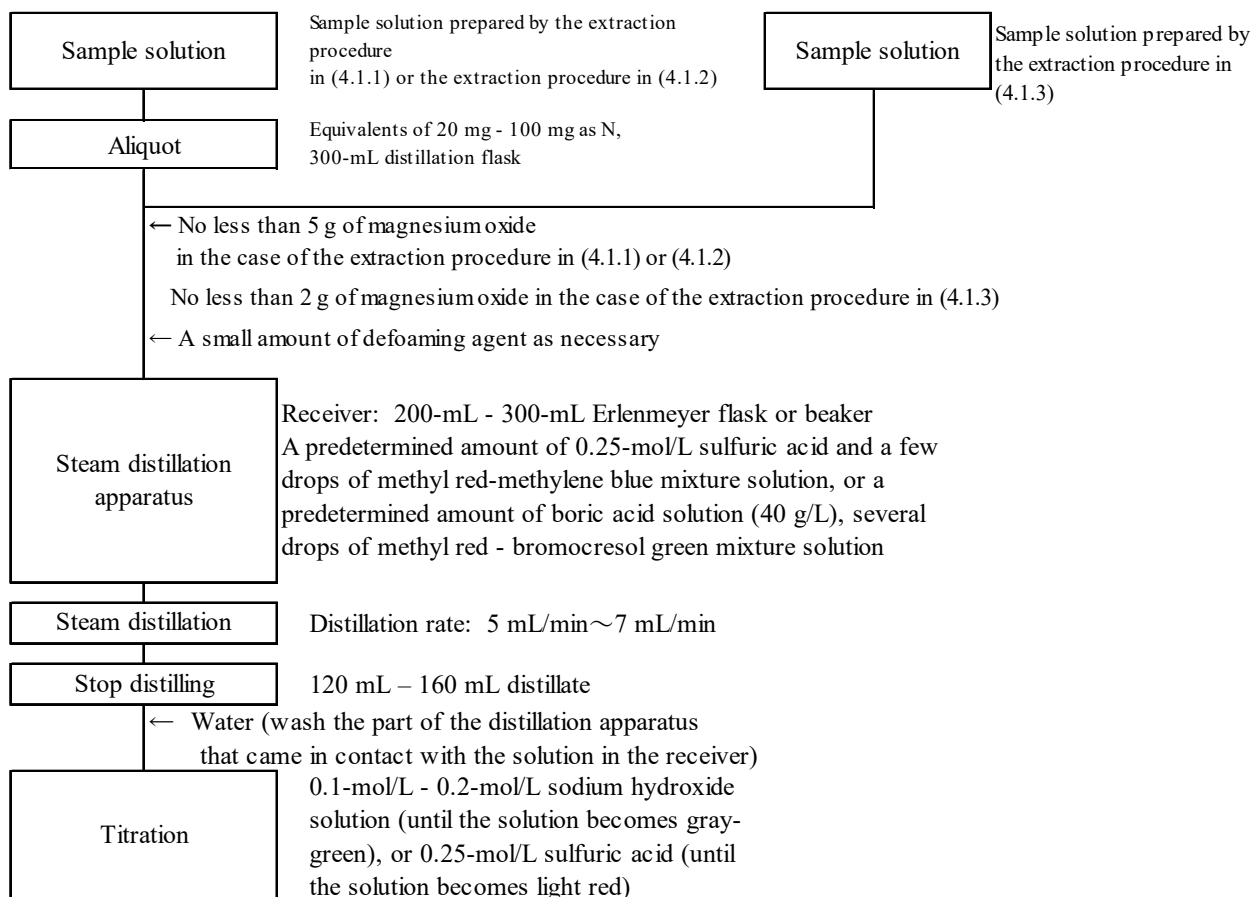 Sample solution
Sample solution prepared by the extraction
procedure
in (4.1.1) or the extraction procedure in (4.1.2)
Sample solution
Sample solution prepared by
the extraction procedure in
(4.1.3)
Aliquot
Equivalents of 20 mg - 100 mg as N,
300-mL distillation flask
← No less than 5 g of magnesium oxide
in the case of the extraction procedure in (4.1.1) or (4.1.2)
No less than 2 g of magnesium oxide in the case of the extraction procedure in (4.1.3)
← A small amount of defoaming agent as necessary
Steam distillation
apparatus
Receiver: 200-mL - 300-mL Erlenmeyer flask or beaker
A predetermined amount of 0.25-mol/L sulfuric acid and a few
drops of methyl red-methylene blue mixture solution, or a
predetermined amount of boric acid solution (40 g/L), several
drops of methyl red - bromocresol green mixture solution
Steam distillation
Distillation rate: 5 mL/min～7 mL/min
Stop distilling
120 mL – 160 mL distillate
← Water (wash the part of the distillation apparatus
that came in contact with the solution in the receiver)
Titration
0.1-mol/L - 0.2-mol/L sodium hydroxide
solution (until the solution becomes gray-
green), or 0.25-mol/L sulfuric acid (until
the solution becomes light red)